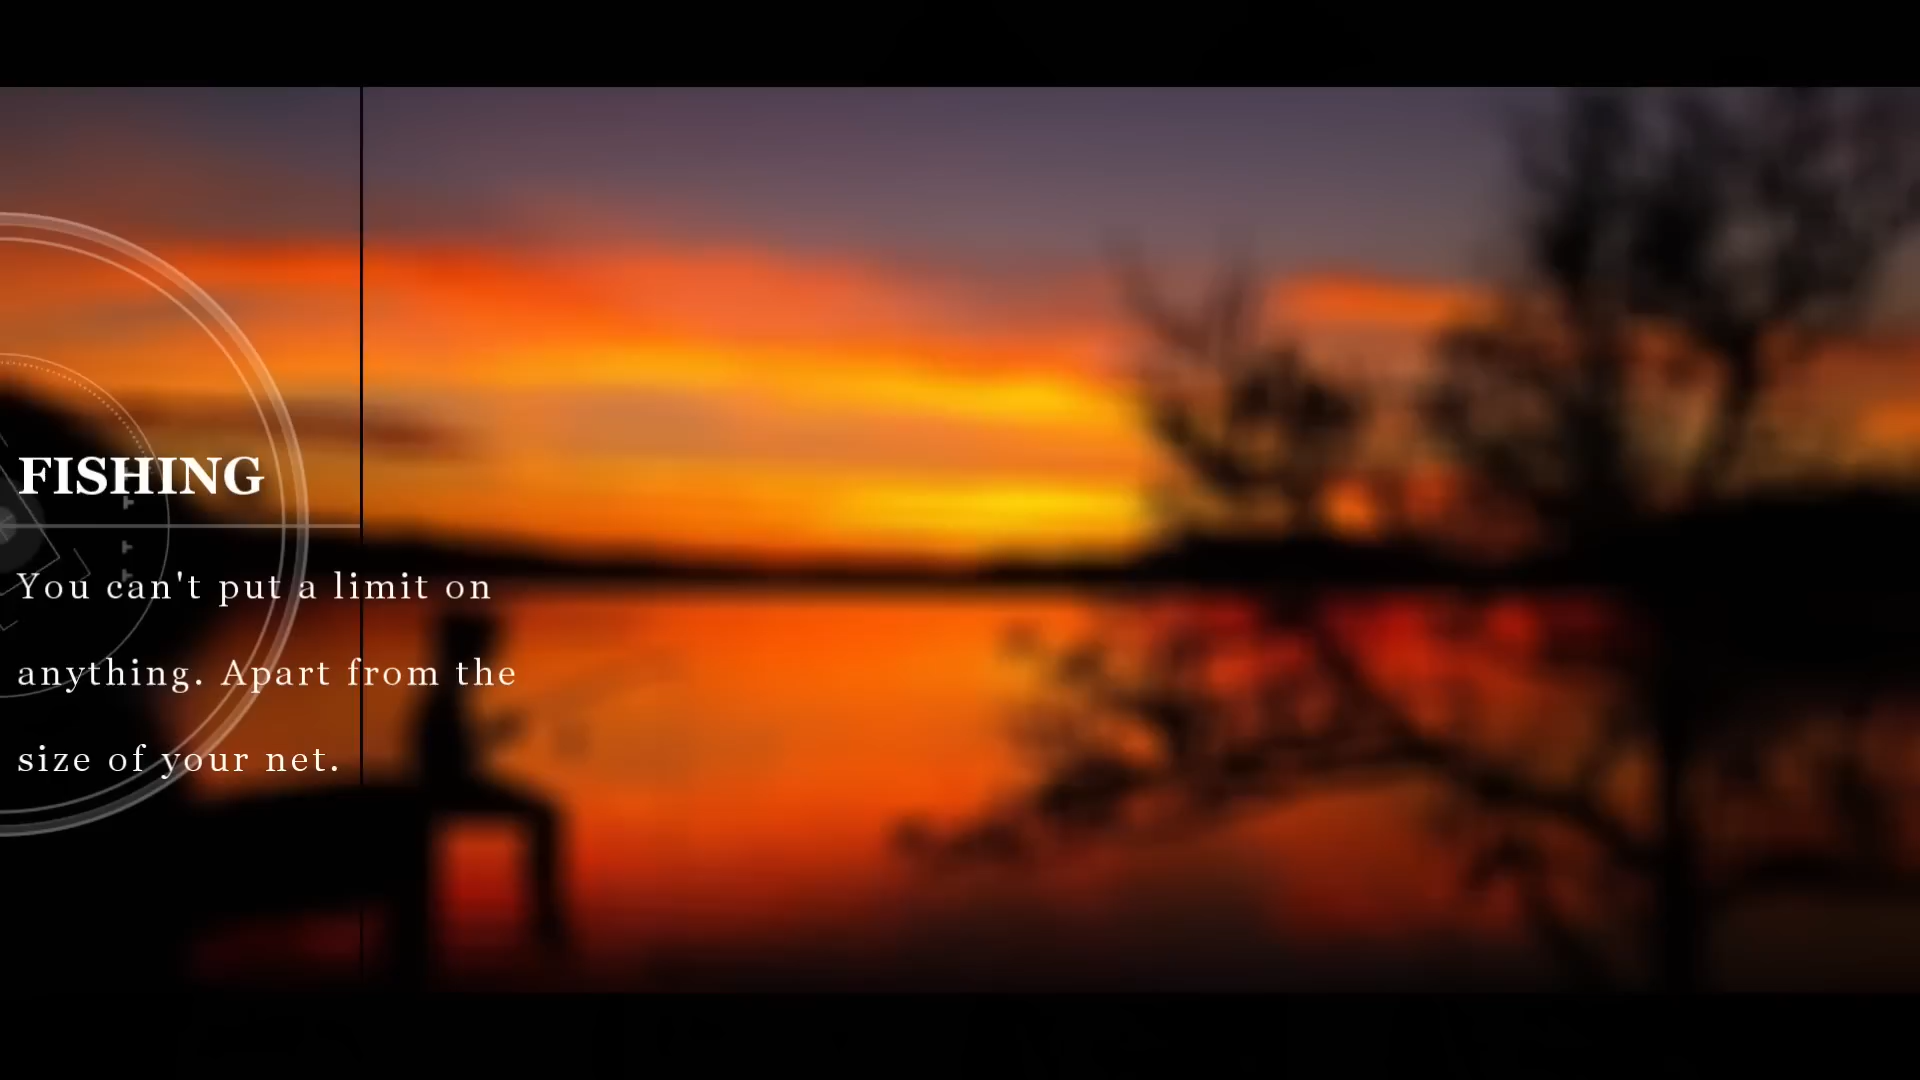 FISHING
You can't put a limit on
anything. Apart from the
size of your net.